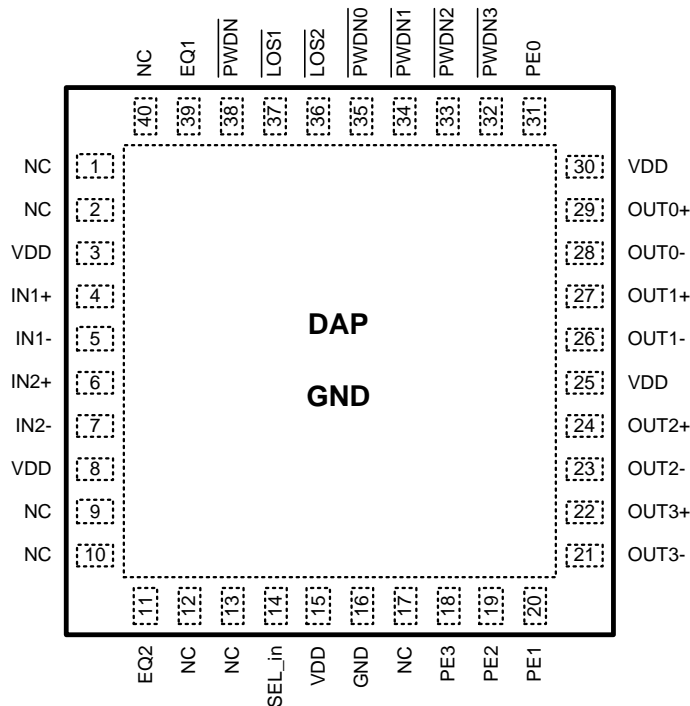 NC EQ1 PWDN LOS1 LOS2 PWDN0 PWDN1 PWDN2 PWDN3 PE0
40 39 38 37 36 35 34 33 32 31
NC 1 30 VDD
NC 2 29 OUT0+
VDD 3 28 OUT0-
IN1+ 4 27 OUT1+
DAP
IN1- 5 26 OUT1-
IN2+ 6 25 VDD
GND
IN2- 7 24 OUT2+
VDD 8 23 OUT2-
NC 9 22 OUT3+
NC 10 21 OUT3-
11 12 13 14 15 16 17 18 19 20
EQ2 NC NC SEL_in VDD GND NC PE3 PE2 PE1